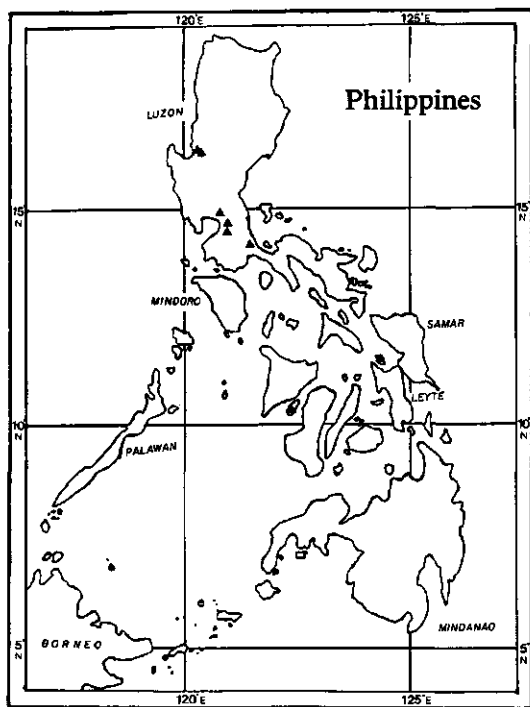 120°E 125°E
Philippines
LUZON
15° N 15° N
MINDORO
SAMAR
LEYTE
10° N 10° N
PALAWAN
MINDANAO
BORNEO
5° N 5° N
120°E 125°E